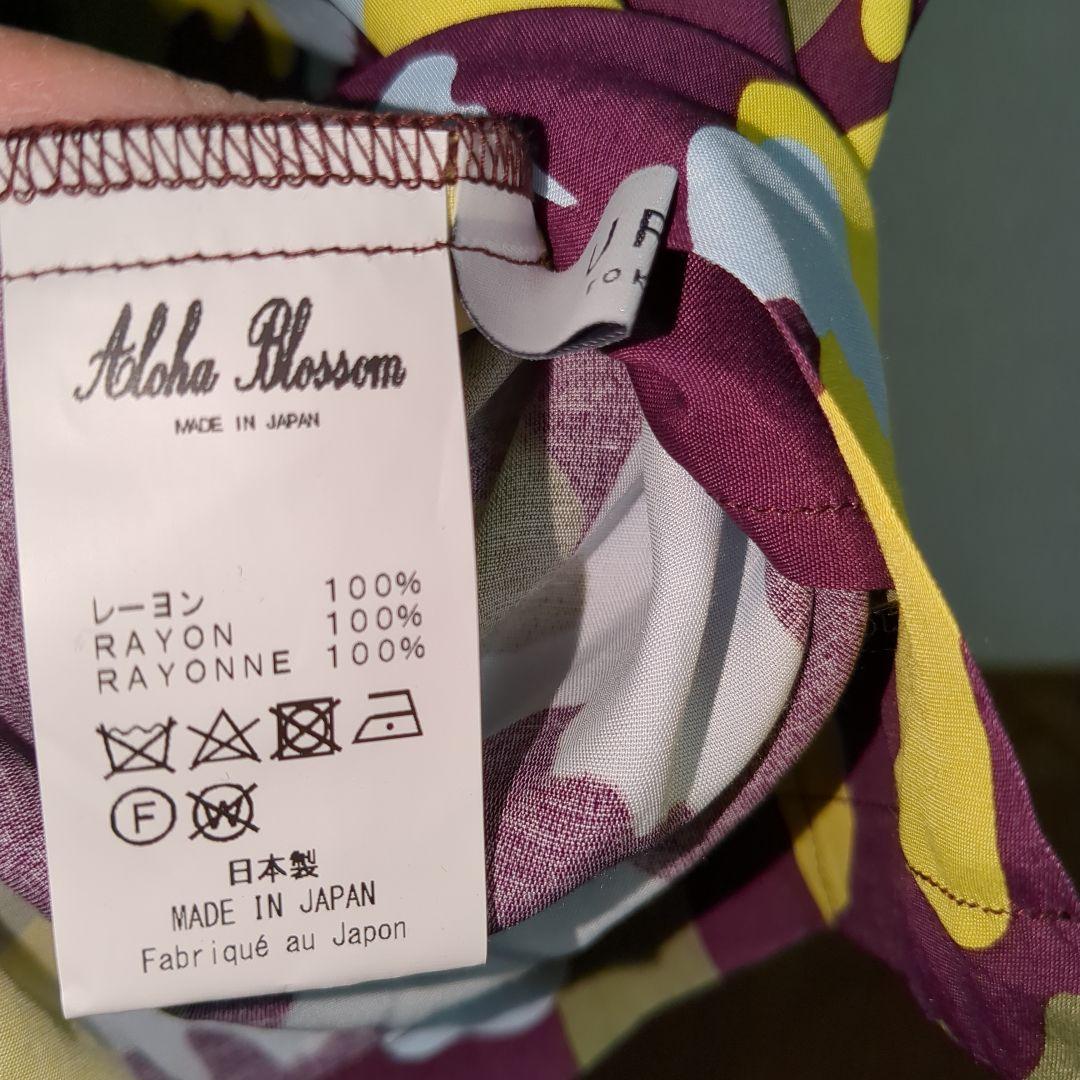 Aloha Blossom
MADE IN JAPAN
レーヨン 100%
RAYON 100%
RAYONNE 100%
F W
日本製
MADE IN JAPAN
Fabriqué au Japon